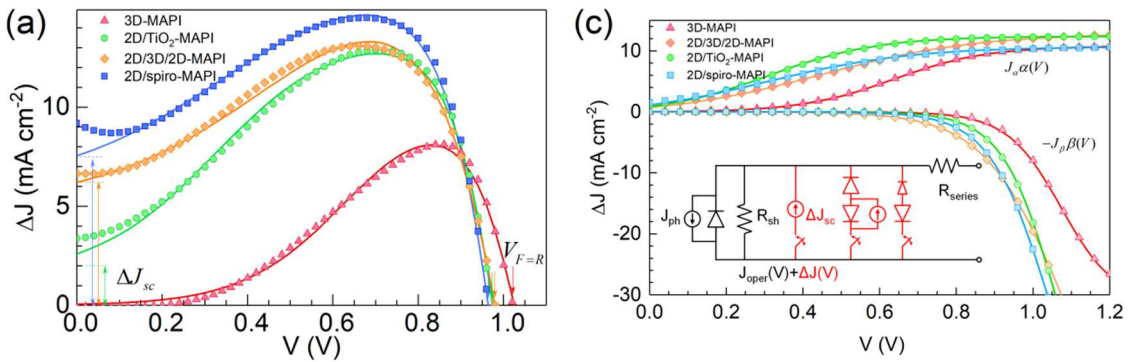 (a)
3D-MAPI
2D/TiO₂-MAPI
2D/3D/2D-MAPI
2D/spiro-MAPI
ΔJ (mA cm⁻²)
10
5
0
ΔJsc
V F=R
0.0 0.2 0.4 0.6 0.8 1.0
V (V)
(c)
3D-MAPI
2D/3D/2D-MAPI
2D/TiO₂-MAPI
2D/spiro-MAPI
ΔJ (mA cm⁻²)
10
0
-10
-20
-30
Jαα(V)
-Jββ(V)
Jph
Rsh
ΔJsc
Rseries
Joper(V)+ΔJ(V)
0.0 0.2 0.4 0.6 0.8 1.0 1.2
V (V)